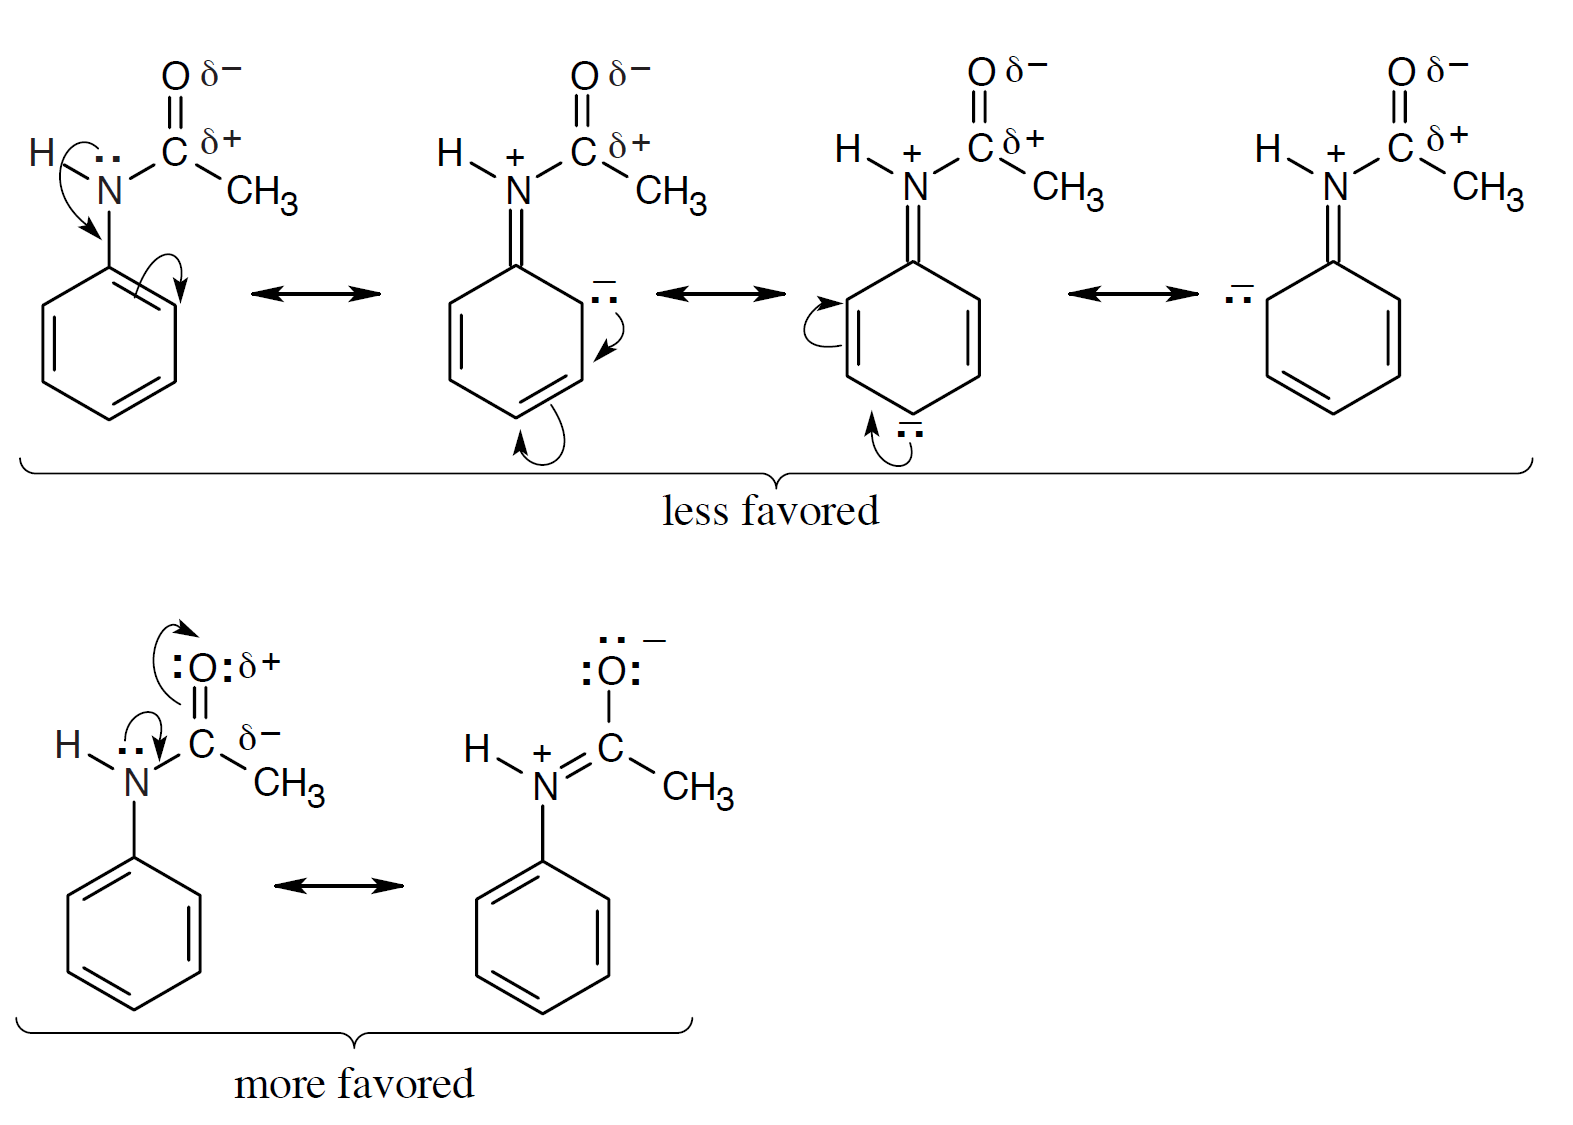 O δ− O δ− O δ− O δ−
H N C δ+ CH3 H N + C δ+ CH3 H N + C δ+ CH3 H N + C δ+ CH3
less favored
:O: δ+ :O: −
H N C δ− CH3 H N + C CH3
more favored